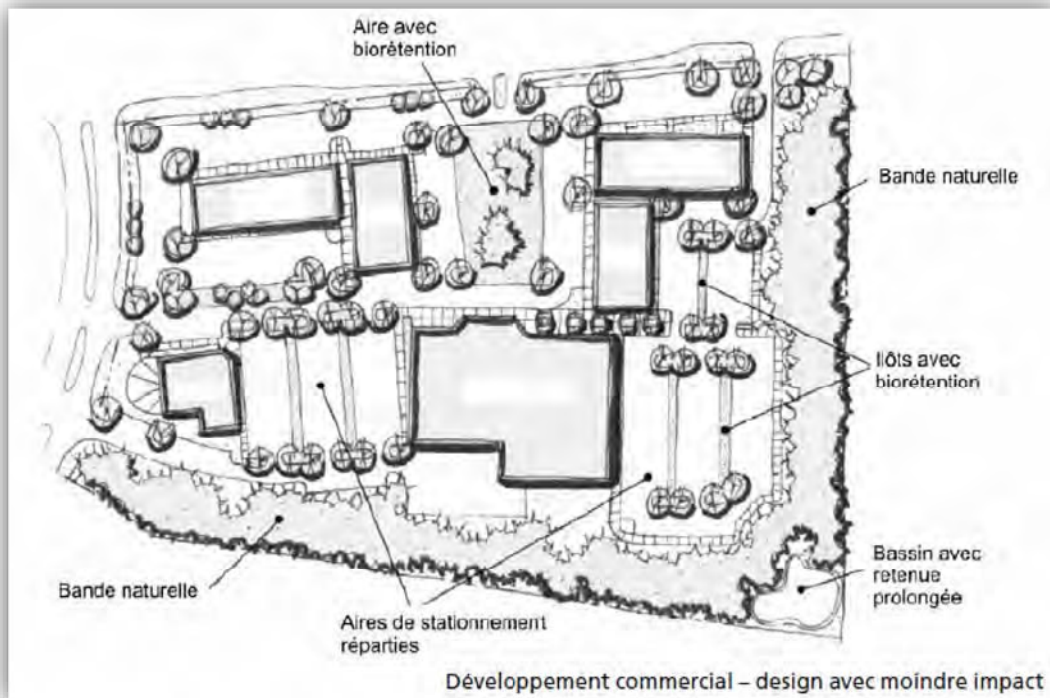 Aire avec
biorétention
Bande naturelle
Ilôts avec
biorétention
Bassin avec
retenue
prolongée
Bande naturelle
Aires de stationnement
réparties
Développement commercial – design avec moindre impact